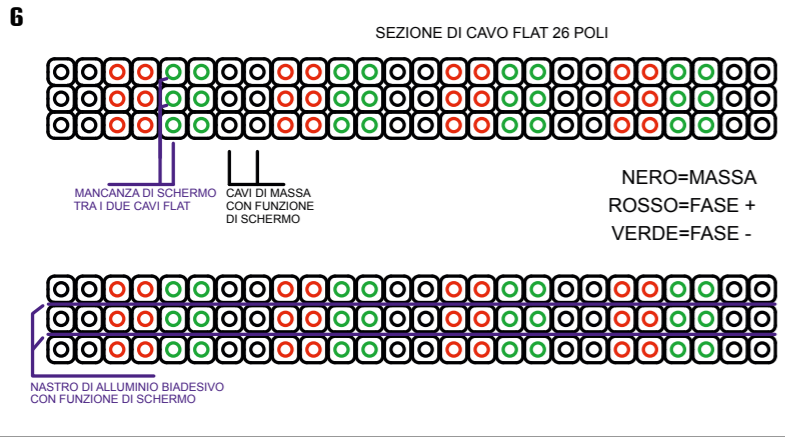 6
SEZIONE DI CAVO FLAT 26 POLI
MANCANZA DI SCHERMO
TRA I DUE CAVI FLAT
CAVI DI MASSA
CON FUNZIONE
DI SCHERMO
NERO=MASSA
ROSSO=FASE +
VERDE=FASE -
NASTRO DI ALLUMINIO BIADESIVO
CON FUNZIONE DI SCHERMO